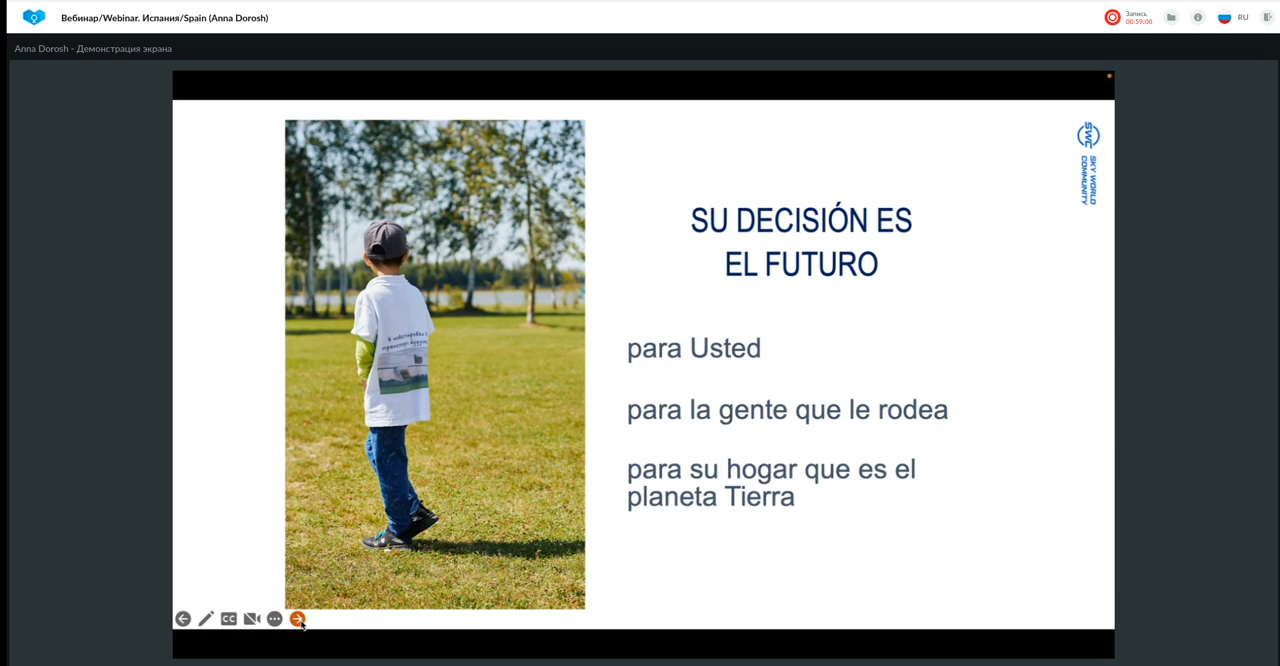 Вебинар/Webinar. Испания/Spain (Anna Dorosh)
Запись
00:59:00
RU
Anna Dorosh - Демонстрация экрана
SWC
SKY WORLD
COMMUNITY
SU DECISIÓN ES
EL FUTURO
para Usted
para la gente que le rodea
para su hogar que es el
planeta Tierra
CC